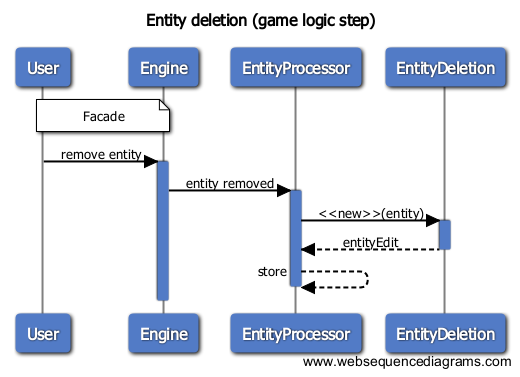 Entity deletion (game logic step)
User Engine EntityProcessor EntityDeletion
Facade
remove entity
entity removed
<<new>>(entity)
entityEdit
store
User Engine EntityProcessor EntityDeletion
www.websequencediagrams.com